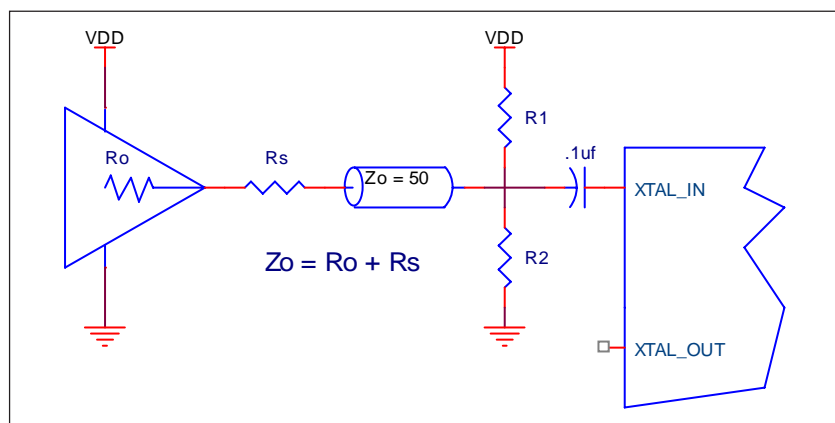 VDD
VDD
R1
Ro
Rs
Zo = 50
.1uf
XTAL_IN
Zo = Ro + Rs
R2
XTAL_OUT